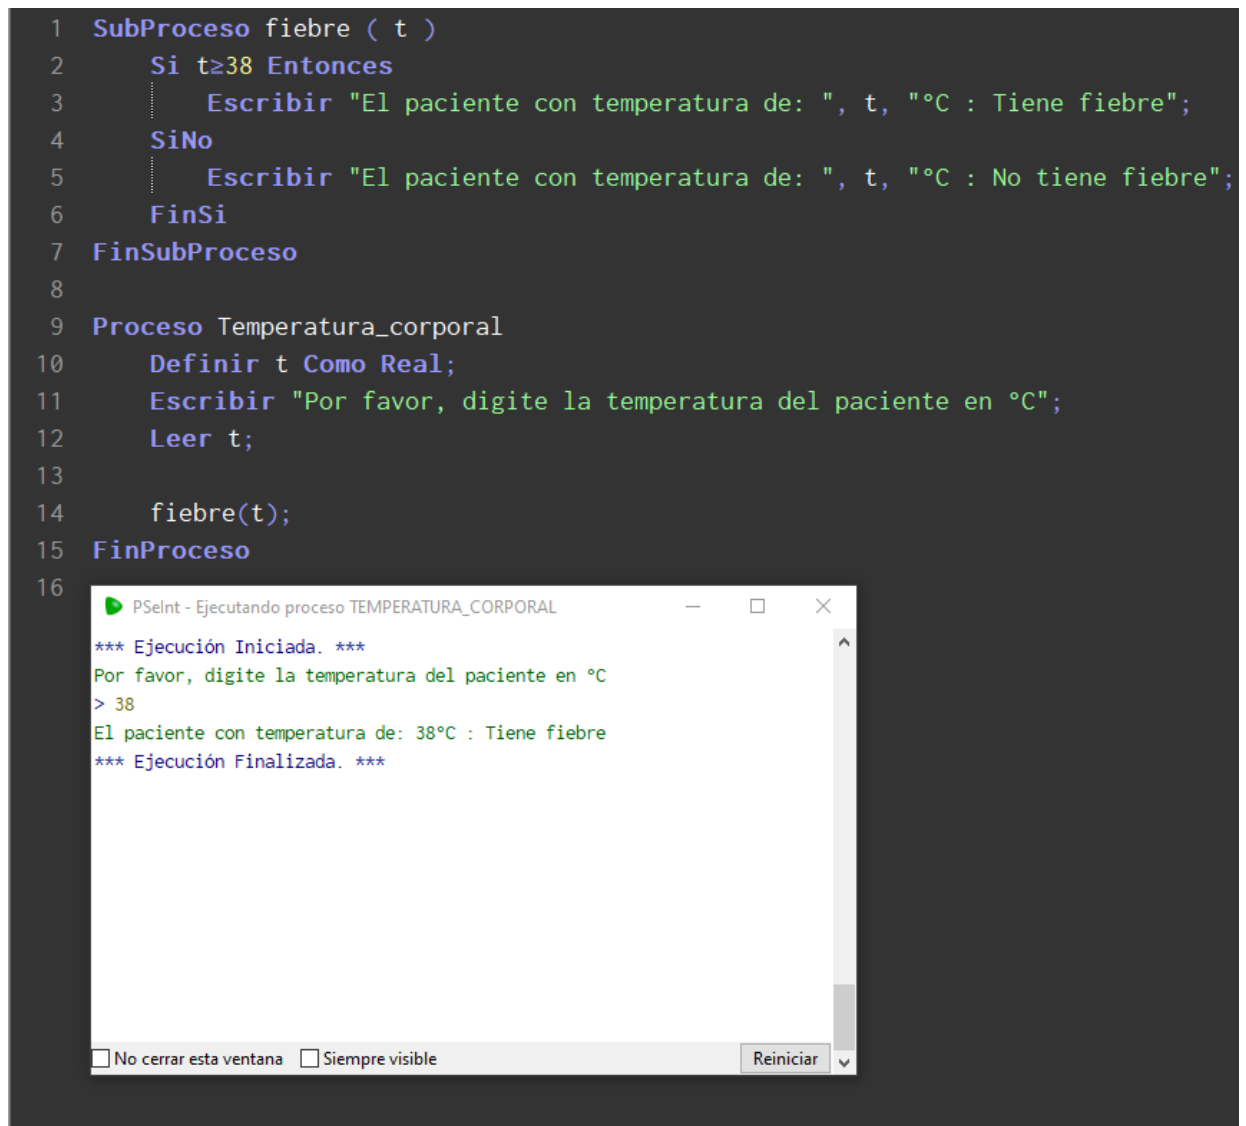 1 SubProceso fiebre ( t )
2 Si t≥38 Entonces
3 Escribir "El paciente con temperatura de: ", t, "°C : Tiene fiebre";
4 SiNo
5 Escribir "El paciente con temperatura de: ", t, "°C : No tiene fiebre";
6 FinSi
7 FinSubProceso
8
9 Proceso Temperatura_corporal
10 Definir t Como Real;
11 Escribir "Por favor, digite la temperatura del paciente en °C";
12 Leer t;
13
14 fiebre(t);
15 FinProceso
16
PSeInt - Ejecutando proceso TEMPERATURA_CORPORAL
*** Ejecución Iniciada. ***
Por favor, digite la temperatura del paciente en °C
> 38
El paciente con temperatura de: 38°C : Tiene fiebre
*** Ejecución Finalizada. ***
No cerrar esta ventana Siempre visible Reiniciar